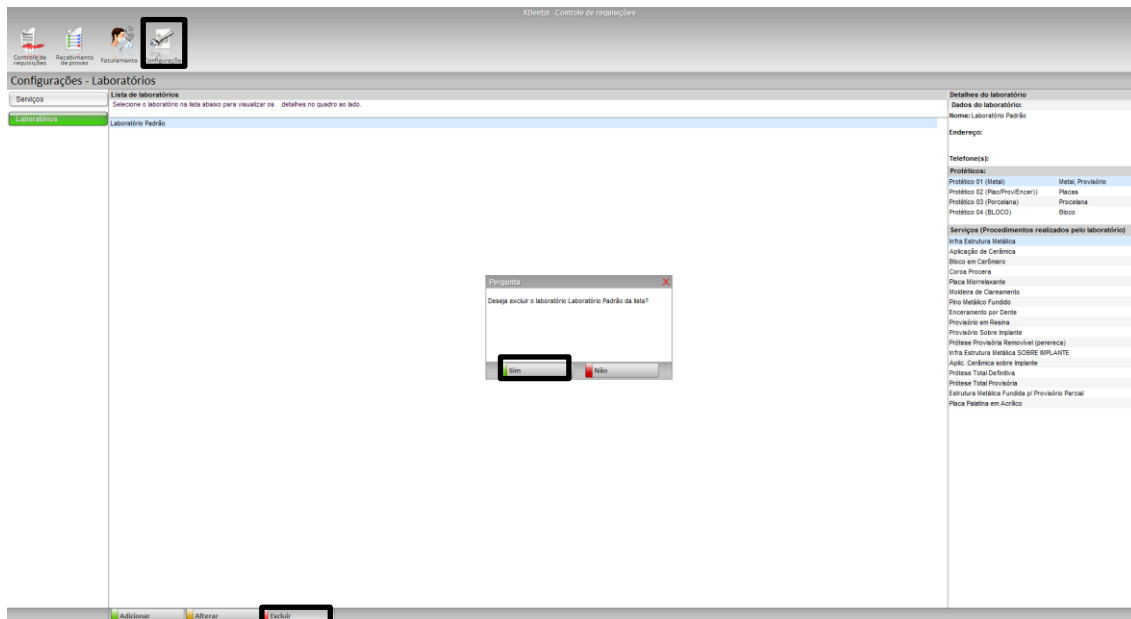 XDental - Controle de requisições
Controle de requisições
Recebimento de provas
Faturamento
Configuração
Configurações - Laboratórios
Serviços
Laboratórios
Lista de laboratórios
Selecione o laboratório na lista abaixo para visualizar os detalhes no quadro ao lado.
Laboratório Padrão
Pergunta X
Deseja excluir o laboratório Laboratório Padrão da lista?
Sim Não
Detalhes do laboratório
Dados do laboratório:
Nome: Laboratório Padrão
Endereço:
Telefone(s):
Protéticos:
Protético 01 (Metal) Metal, Provisório
Protético 02 (Plac/Prov/Encer)) Placas
Protético 03 (Porcelana) Procelana
Protético 04 (BLOCO) Bloco
Serviços (Procedimentos realizados pelo laboratório)
Infra Estrutura Metálica
Aplicação de Cerâmica
Bloco em Cerômero
Coroa Procera
Placa Miorrelaxante
Moldeira de Clareamento
Pino Metálico Fundido
Enceramento por Dente
Provisório em Resina
Provisório Sobre Implante
Prótese Provisória Removível (perereca)
Infra Estrutura Metálica SOBRE IMPLANTE
Aplic. Cerâmica sobre Implante
Prótese Total Definitiva
Prótese Total Provisória
Estrutura Metálica Fundida p/ Provisório Parcial
Placa Palatina em Acrílico
Adicionar Alterar Excluir